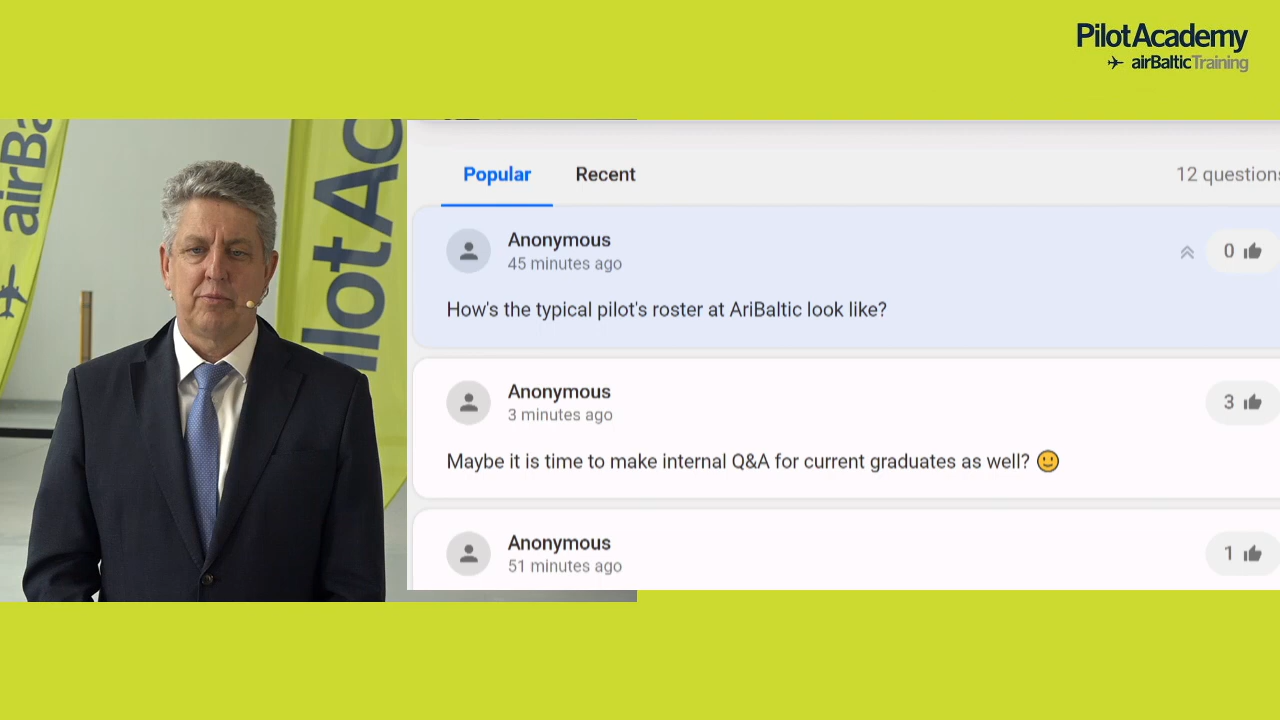 PilotAcademy
airBalticTraining
airBa
ilotAc
Popular
Recent
12 questions
Anonymous
45 minutes ago
0
How's the typical pilot's roster at AriBaltic look like?
Anonymous
3 minutes ago
3
Maybe it is time to make internal Q&A for current graduates as well? 🙂
Anonymous
51 minutes ago
1